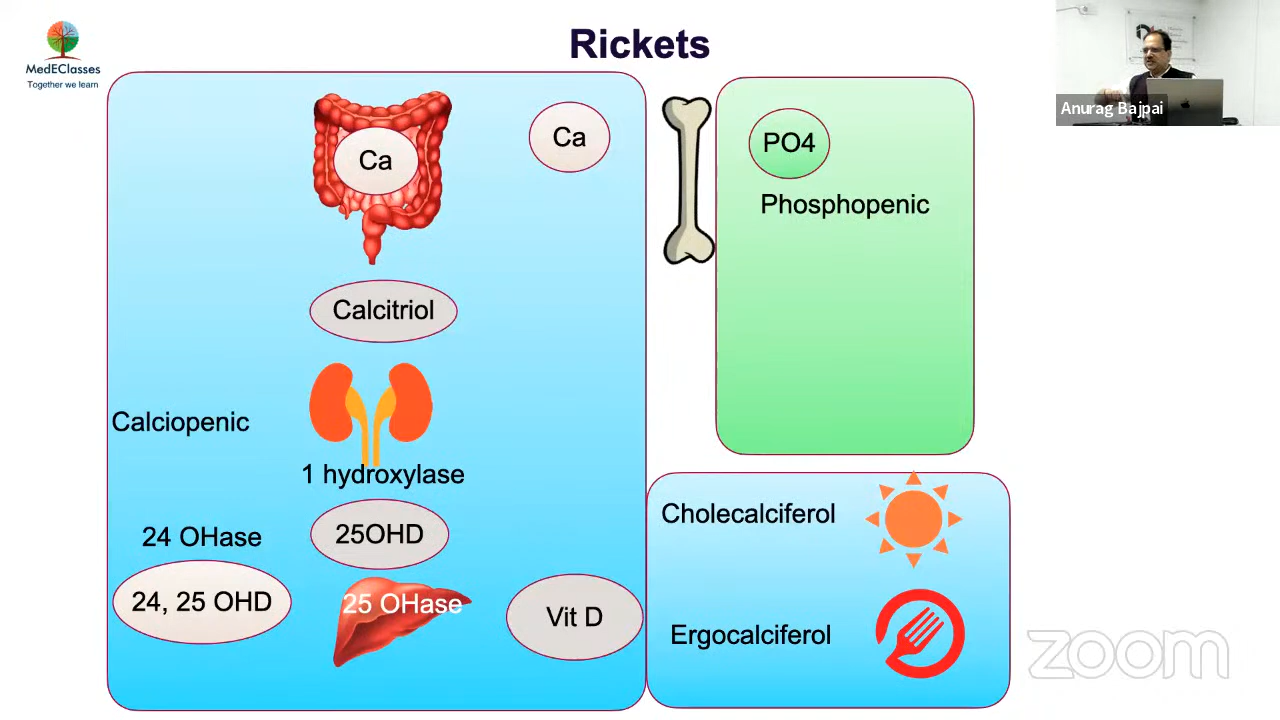 MedEClasses
Together we learn
Rickets
Anurag Bajpai
Ca
Ca
PO4
Phosphopenic
Calcitriol
Calciopenic
1 hydroxylase
24 OHase
25OHD
24, 25 OHD
25 OHase
Vit D
Cholecalciferol
Ergocalciferol
zoom